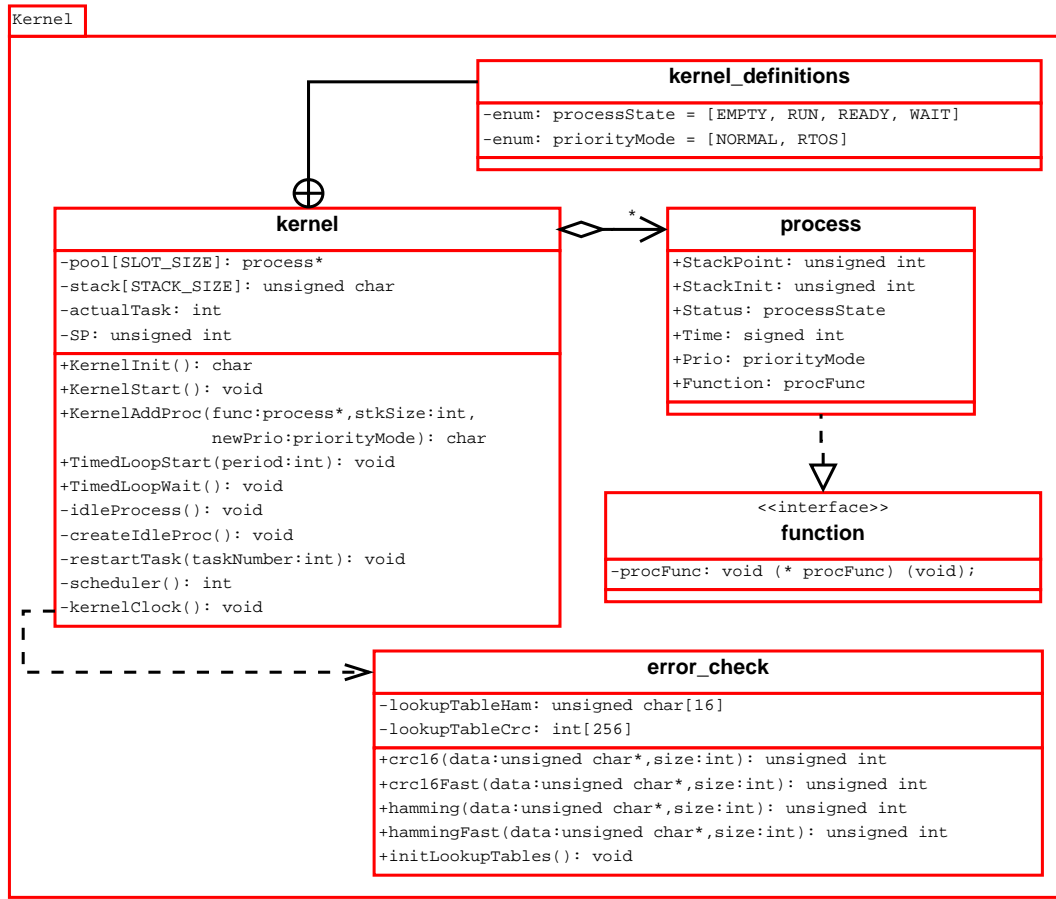 Kernel
kernel_definitions
-enum: processState = [EMPTY, RUN, READY, WAIT]
-enum: priorityMode = [NORMAL, RTOS]
kernel
-pool[SLOT_SIZE]: process*
-stack[STACK_SIZE]: unsigned char
-actualTask: int
-SP: unsigned int
+KernelInit(): char
+KernelStart(): void
+KernelAddProc(func:process*,stkSize:int,
newPrio:priorityMode): char
+TimedLoopStart(period:int): void
+TimedLoopWait(): void
-idleProcess(): void
-createIdleProc(): void
-restartTask(taskNumber:int): void
-scheduler(): int
-kernelClock(): void
*
process
+StackPoint: unsigned int
+StackInit: unsigned int
+Status: processState
+Time: signed int
+Prio: priorityMode
+Function: procFunc
<<interface>>
function
-procFunc: void (* procFunc) (void);
error_check
-lookupTableHam: unsigned char[16]
-lookupTableCrc: int[256]
+crc16(data:unsigned char*,size:int): unsigned int
+crc16Fast(data:unsigned char*,size:int): unsigned int
+hamming(data:unsigned char*,size:int): unsigned int
+hammingFast(data:unsigned char*,size:int): unsigned int
+initLookupTables(): void